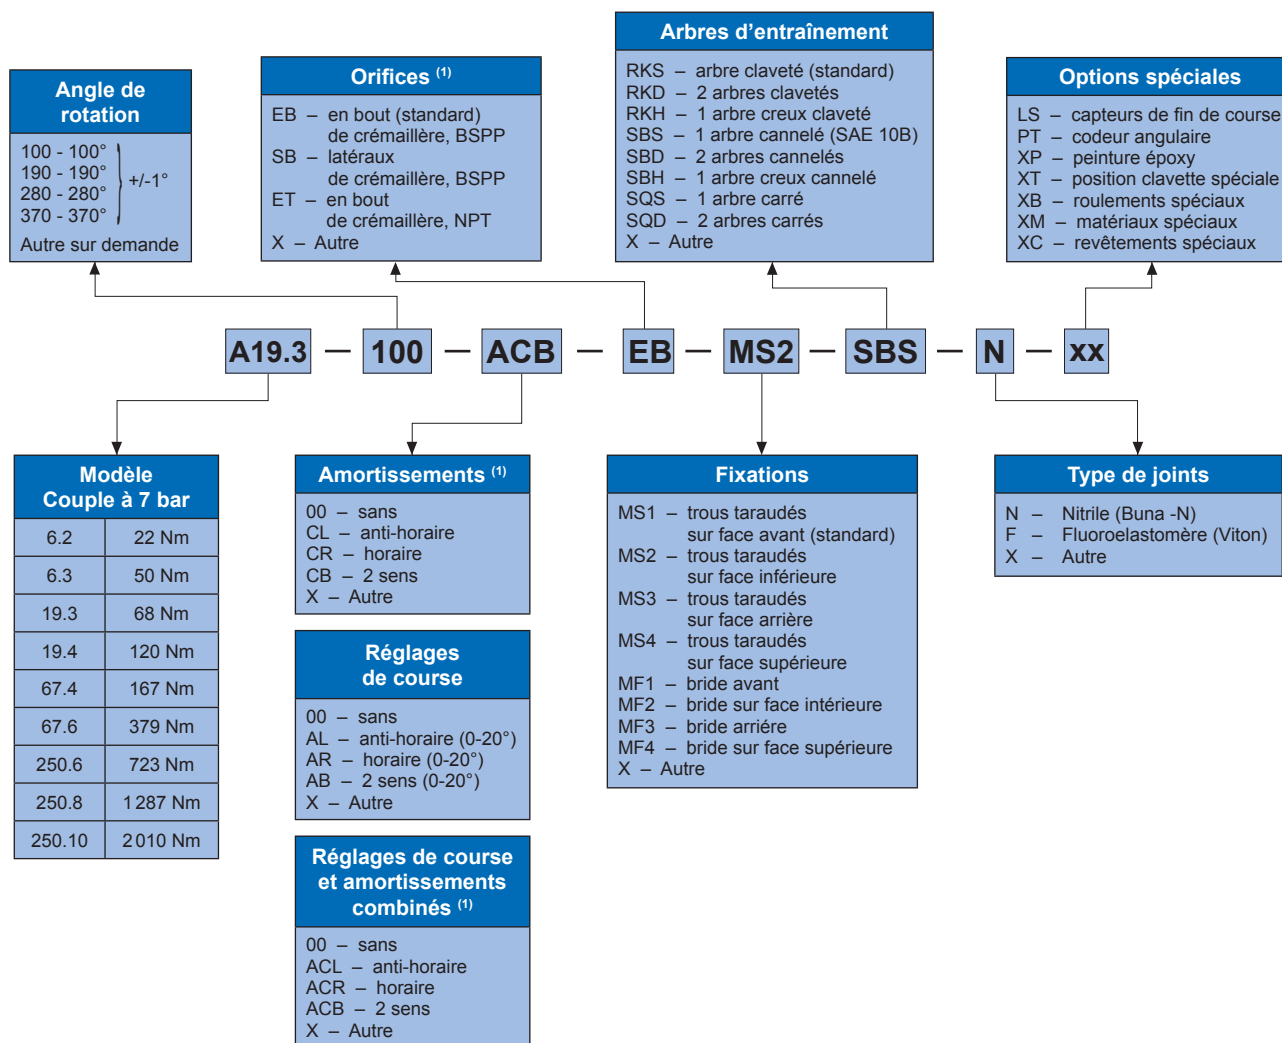 Angle de
rotation
100 - 100°
190 - 190°
280 - 280°
370 - 370°
+/-1°
Autre sur demande
Orifices (1)
EB – en bout (standard)
de crémaillère, BSPP
SB – latéraux
de crémaillère, BSPP
ET – en bout
de crémaillère, NPT
X – Autre
Arbres d'entraînement
RKS – arbre claveté (standard)
RKD – 2 arbres clavetés
RKH – 1 arbre creux claveté
SBS – 1 arbre cannelé (SAE 10B)
SBD – 2 arbres cannelés
SBH – 1 arbre creux cannelé
SQS – 1 arbre carré
SQD – 2 arbres carrés
X – Autre
Options spéciales
LS – capteurs de fin de course
PT – codeur angulaire
XP – peinture époxy
XT – position clavette spéciale
XB – roulements spéciaux
XM – matériaux spéciaux
XC – revêtements spéciaux
A19.3 – 100 – ACB – EB – MS2 – SBS – N – xx
Modèle
Couple à 7 bar
6.2 22 Nm
6.3 50 Nm
19.3 68 Nm
19.4 120 Nm
67.4 167 Nm
67.6 379 Nm
250.6 723 Nm
250.8 1 287 Nm
250.10 2 010 Nm
Amortissements (1)
00 – sans
CL – anti-horaire
CR – horaire
CB – 2 sens
X – Autre
Réglages
de course
00 – sans
AL – anti-horaire (0-20°)
AR – horaire (0-20°)
AB – 2 sens (0-20°)
X – Autre
Réglages de course
et amortissements
combinés (1)
00 – sans
ACL – anti-horaire
ACR – horaire
ACB – 2 sens
X – Autre
Fixations
MS1 – trous taraudés
sur face avant (standard)
MS2 – trous taraudés
sur face inférieure
MS3 – trous taraudés
sur face arrière
MS4 – trous taraudés
sur face supérieure
MF1 – bride avant
MF2 – bride sur face intérieure
MF3 – bride arriére
MF4 – bride sur face supérieure
X – Autre
Type de joints
N – Nitrile (Buna -N)
F – Fluoroelastomère (Viton)
X – Autre